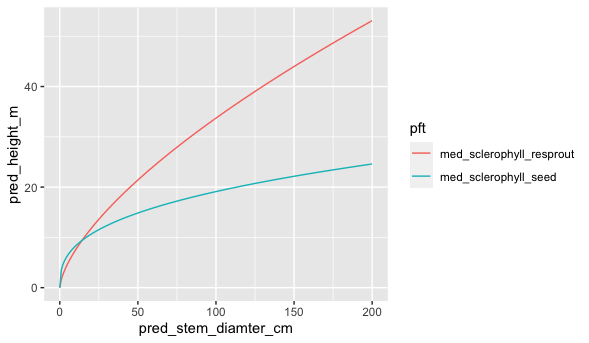 pred_height_m
40
20
0
0
50
100
150
200
pred_stem_diamter_cm
pft
med_sclerophyll_resprout
med_sclerophyll_seed